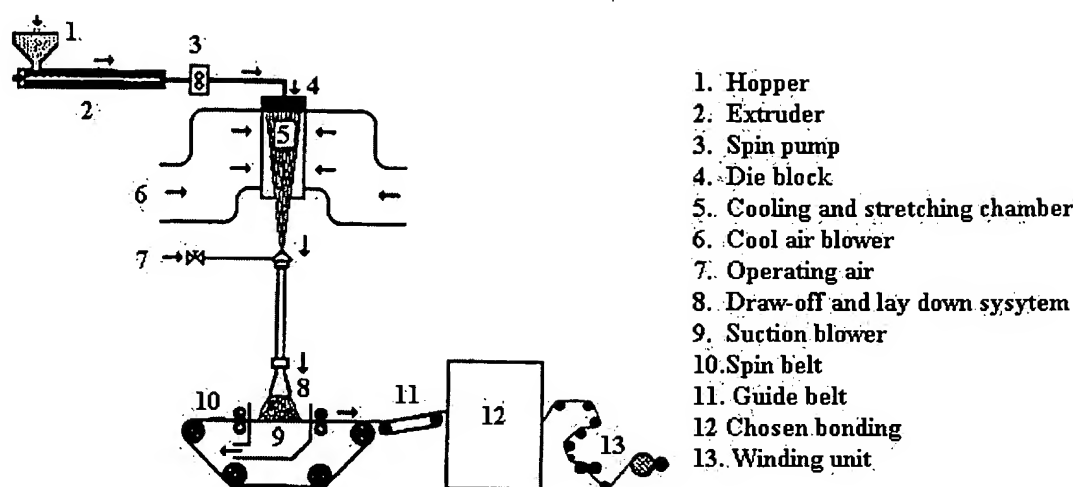 1.
2
3
4
5
6
7
8
9
10
11
12
13
1. Hopper
2. Extruder
3. Spin pump
4. Die block
5. Cooling and stretching chamber
6. Cool air blower
7. Operating air
8. Draw-off and lay down sysytem
9. Suction blower
10.Spin belt
11. Guide belt
12 Chosen bonding
13. Winding unit